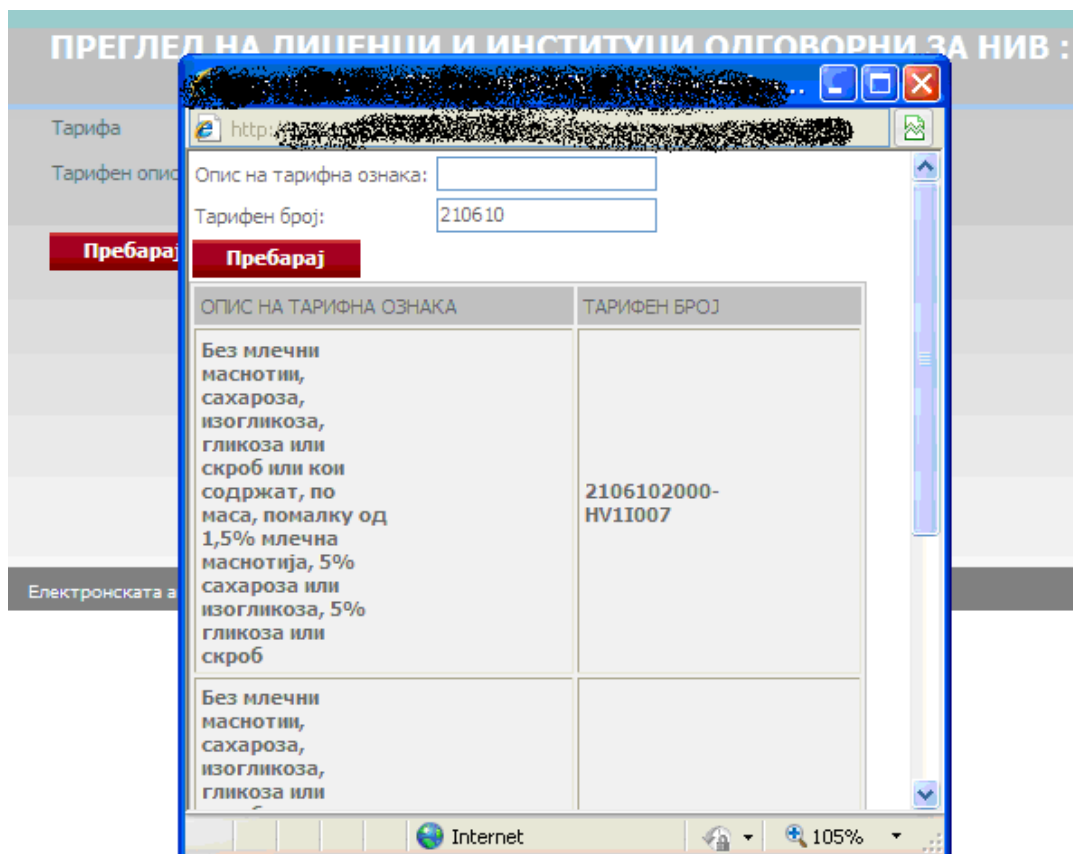 ПРЕГЛЕД НА ЛИЦЕНЦИ И ИНСТИТУЦИ ОДГОВОРНИ ЗА НИВ :
Тарифа
Тарифен опис
Пребарај
Електронската а
http:
Опис на тарифна ознака:
Тарифен број: 210610
Пребарај
ОПИС НА ТАРИФНА ОЗНАКА ТАРИФЕН БРОЈ
Без млечни
маснотии,
сахароза,
изогликоза,
гликоза или
скроб или кои
содржат, по
маса, помалку од
1,5% млечна
маснотија, 5%
сахароза или
изогликоза, 5%
гликоза или
скроб
2106102000-
HV1I007
Без млечни
маснотии,
сахароза,
изогликоза,
гликоза или
Internet 105%